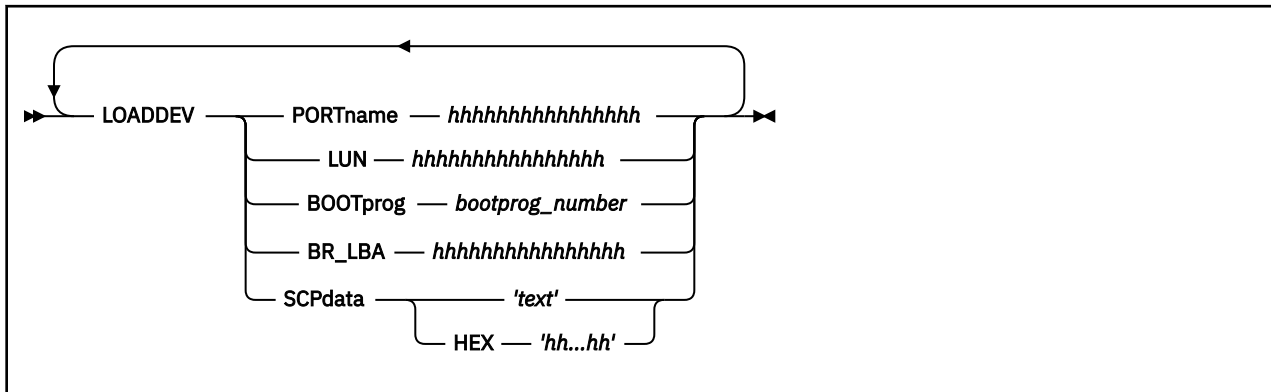 LOADDEV PORTname hhhhhhhhhhhhhhhh
LUN hhhhhhhhhhhhhhhh
BOOTprog bootprog_number
BR_LBA hhhhhhhhhhhhhhhh
SCPdata 'text'
HEX 'hh...hh'